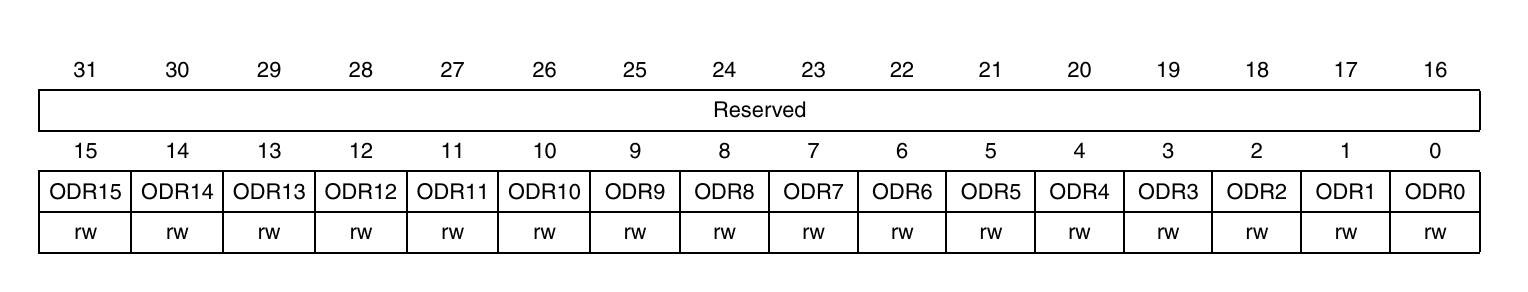 31 30 29 28 27 26 25 24 23 22 21 20 19 18 17 16
Reserved
15 14 13 12 11 10 9 8 7 6 5 4 3 2 1 0
ODR15 ODR14 ODR13 ODR12 ODR11 ODR10 ODR9 ODR8 ODR7 ODR6 ODR5 ODR4 ODR3 ODR2 ODR1 ODR0
rw rw rw rw rw rw rw rw rw rw rw rw rw rw rw rw